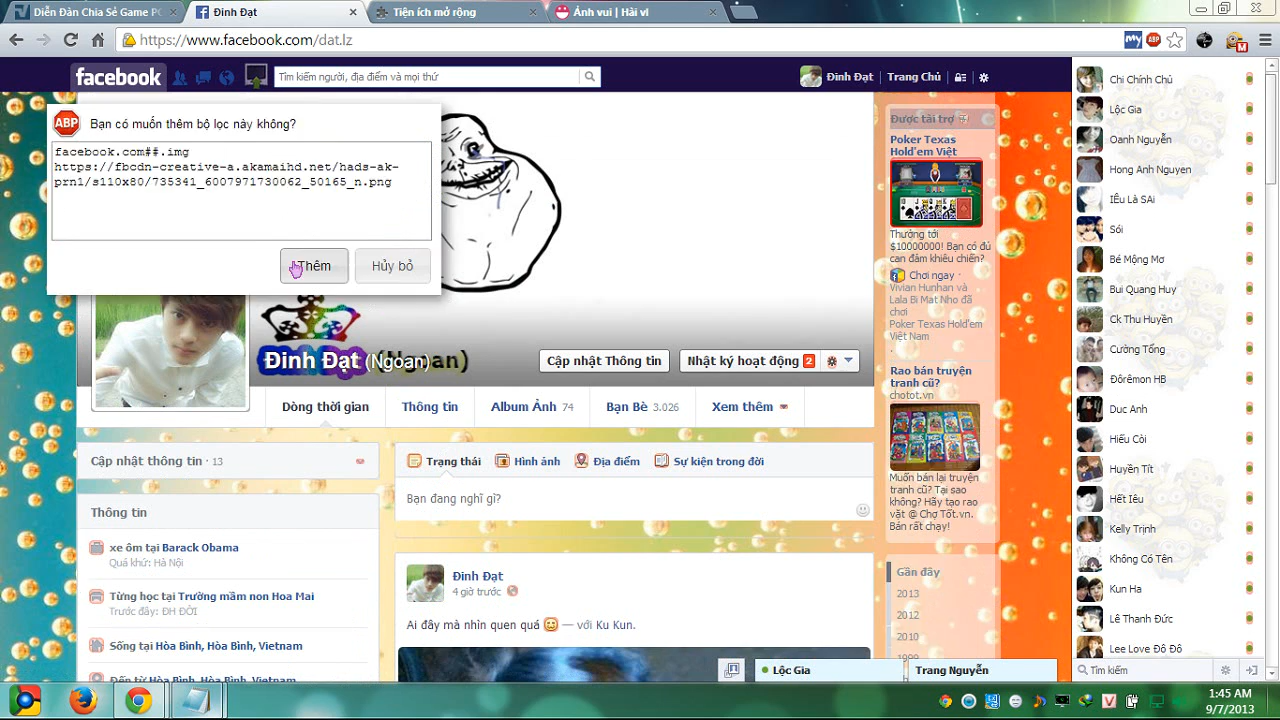 Diễn Đàn Chia Sẻ Game PC
Đinh Đạt
Tiện ích mở rộng
Ảnh vui | Hài vl
https://www.facebook.com/dat.lz
my
ABP
M
facebook
Tìm kiếm người, địa điểm và mọi thứ
Đinh Đạt
Trang Chủ
ABP
Bạn có muốn thêm bộ lọc này không?
facebook.com##.img
prn1/s110x80/735341_6007971730062_50165_n.png
Thêm
Hủy bỏ
Đinh Đạt (Ngoan)
Cập nhật Thông tin
Nhật ký hoạt động 2
Dòng thời gian
Thông tin
Album Ảnh 74
Bạn Bè 3.026
Xem thêm
Cập nhật thông tin · 13
Thông tin
xe ôm tại Barack Obama
Quá khứ: Hà Nội
Từng học tại Trường mầm non Hoa Mai
Trước đây: ĐH ĐỜI
Sống tại Hòa Bình, Hòa Bình, Vietnam
Đến từ Hòa Bình, Hòa Bình, Vietnam
Trạng thái
Hình ảnh
Địa điểm
Sự kiện trong đời
Bạn đang nghĩ gì?
Đinh Đạt
4 giờ trước
Ai đây mà nhìn quen quá — với Ku Kun.
Được tài trợ
Poker Texas
Hold'em Việt
Thưởng tới
$10000000! Bạn có đủ
can đảm khiêu chiến?
Chơi ngay ·
Vivian Hunhan và
Lala Bi Mat Nho đã
chơi
Poker Texas Hold'em
Việt Nam
.
Rao bán truyện
tranh cũ?
chotot.vn
Muốn bán lại truyện
tranh cũ? Tại sao
không? Hãy tạo rao
vặt @ Chợ Tốt.vn.
Bán rất chạy!
Gần đây
2013
2012
2010
1999
Chi Chính Chủ
Lộc Gia
Oanh Nguyễn
Hong Anh Nguyen
IÊu Là SAi
Sói
Bé Mộng Mơ
Bui Quang Huy
Ck Thu Huyền
Cường Tổng
Đôrêmon HB
Duc Anh
Hiếu Còi
Huyền Tít
Hết Iêu
Kelly Trinh
Không Có Tên
Kun Ha
Lê Thanh Đức
Lee Love Đô Đô
Lộc Gia
Trang Nguyễn
Tìm kiếm
V
1:45 AM
9/7/2013